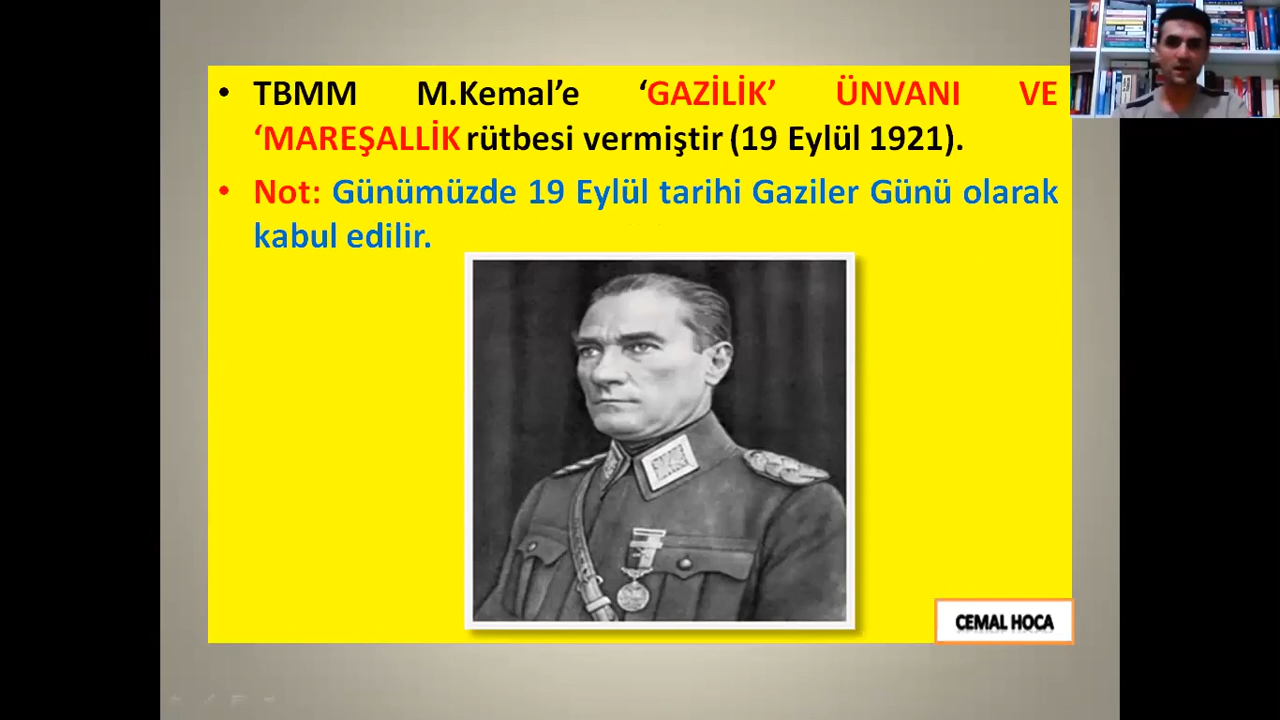 • TBMM M.Kemal’e ‘GAZİLİK’ ÜNVANI VE
‘MAREŞALLİK rütbesi vermiştir (19 Eylül 1921).
• Not: Günümüzde 19 Eylül tarihi Gaziler Günü olarak
kabul edilir.
CEMAL HOCA